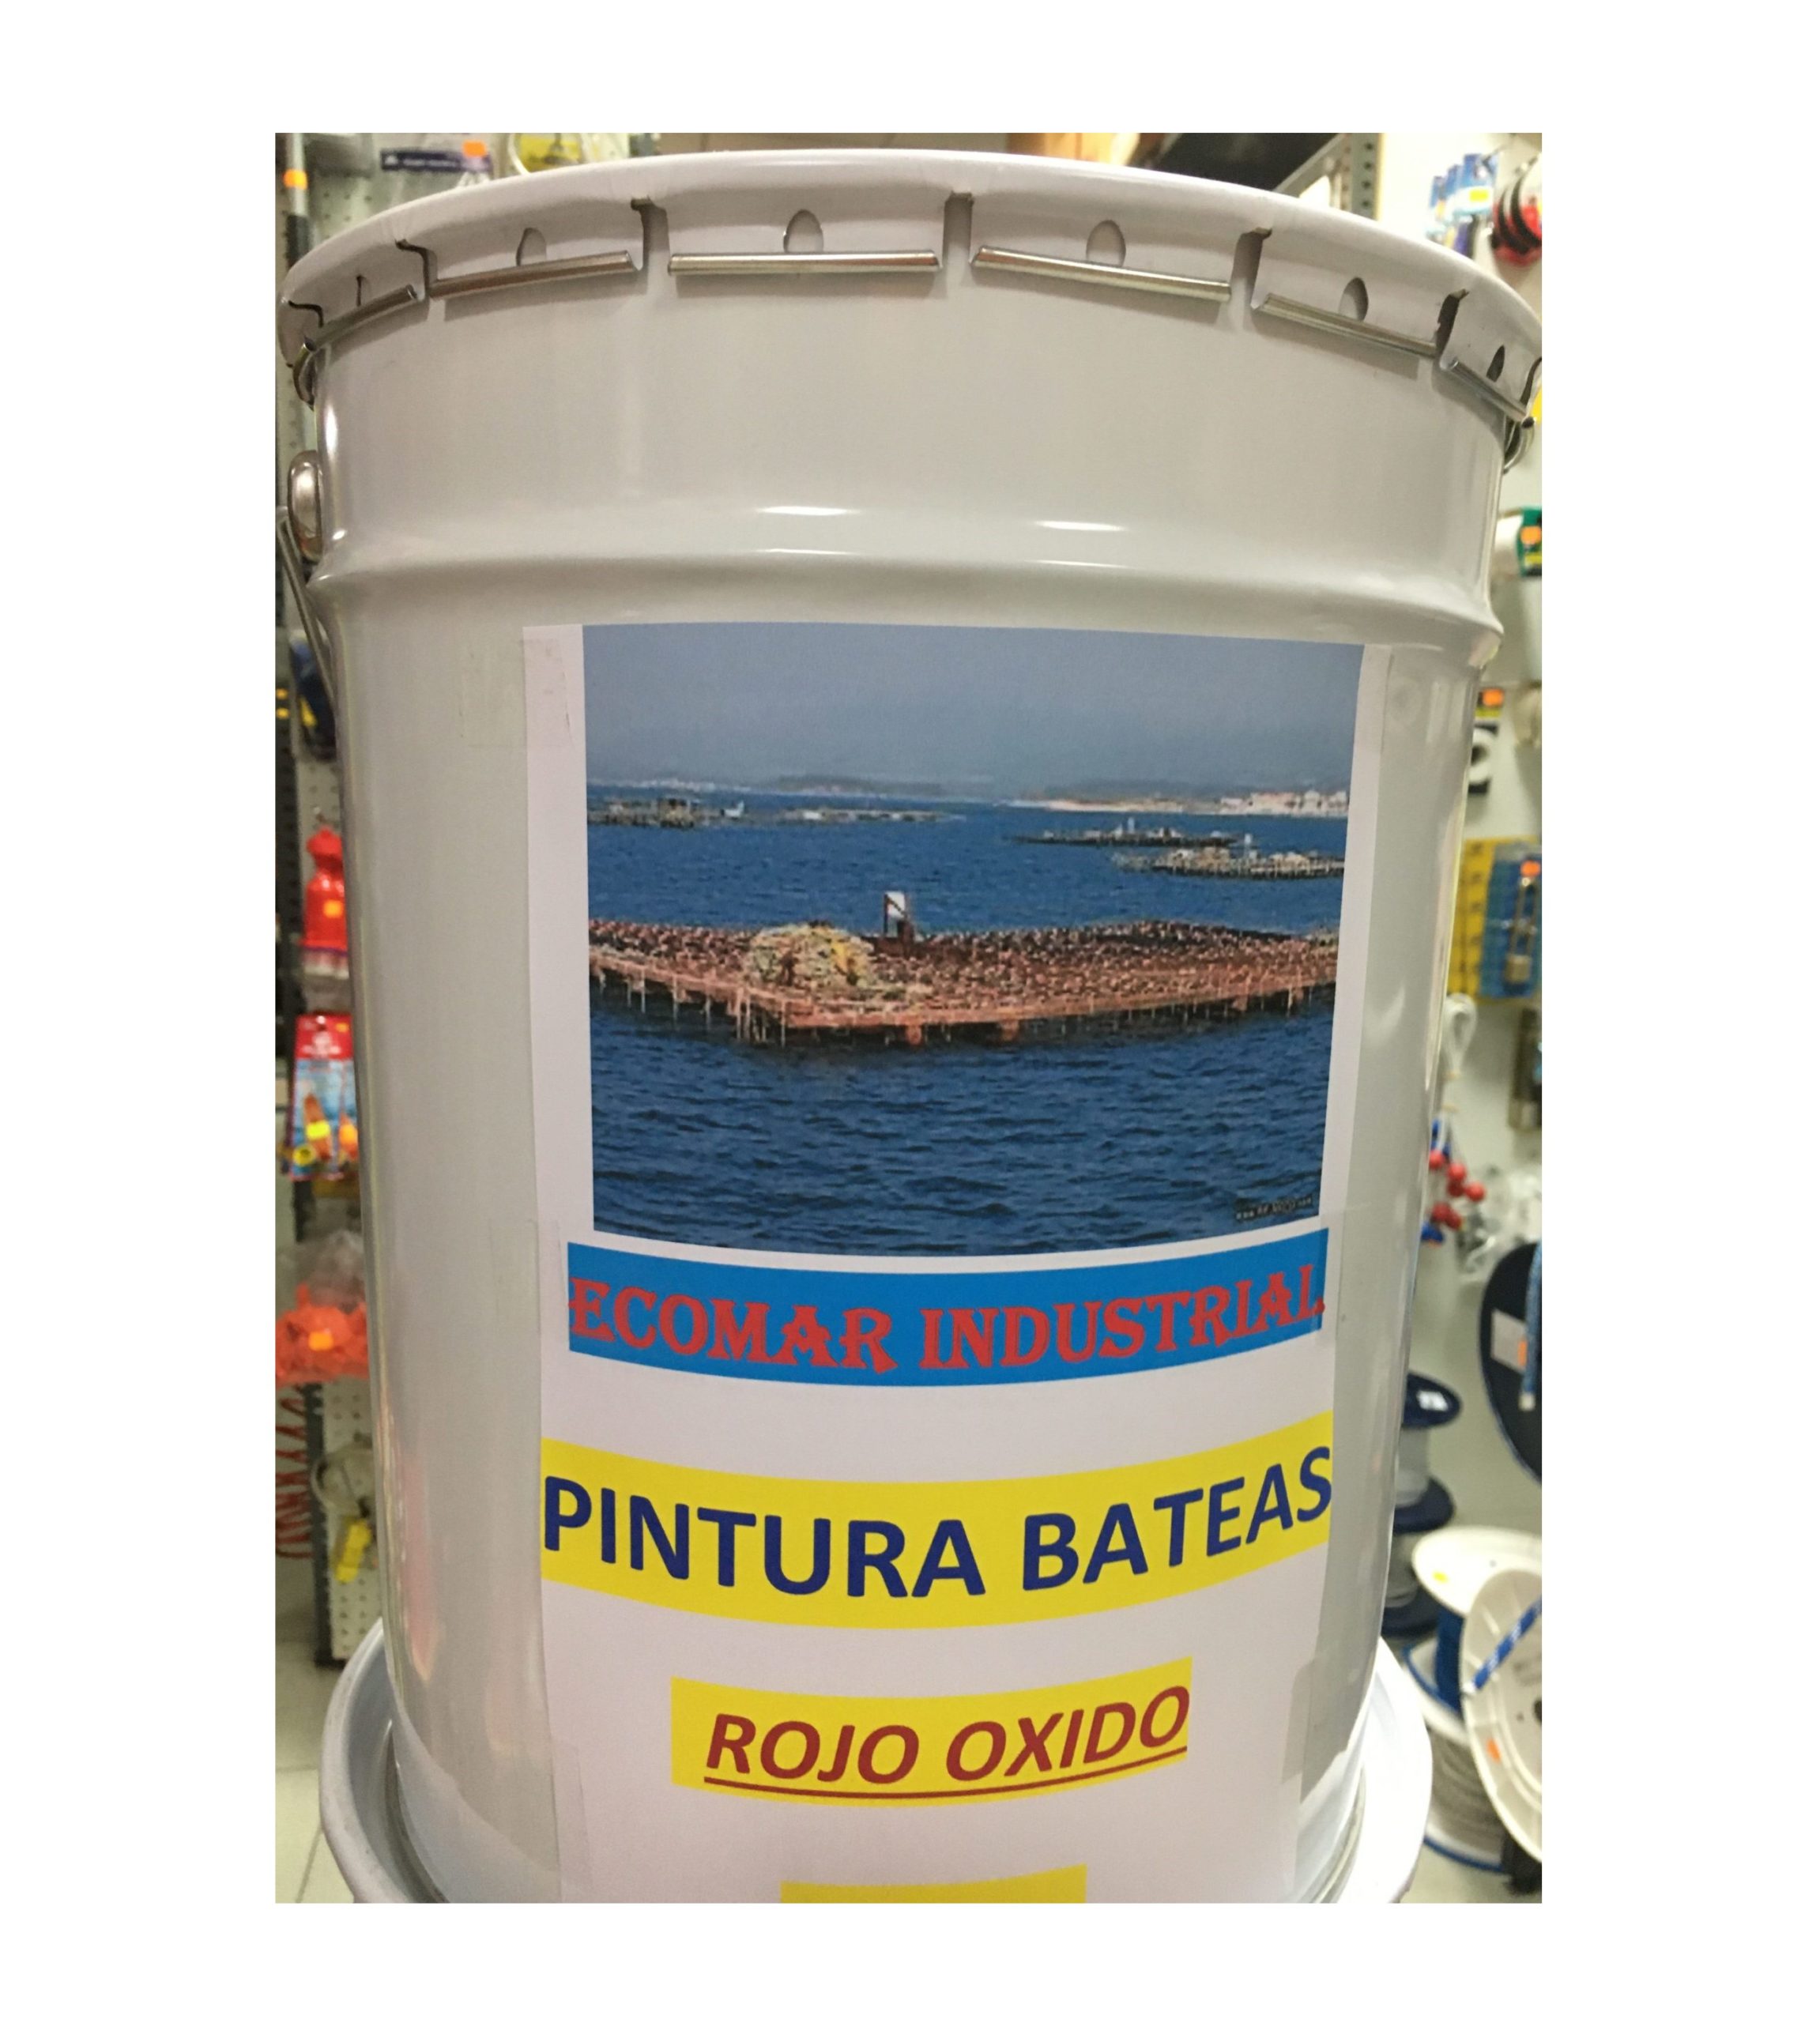 ECOMAR INDUSTRIAL
PINTURA BATEAS
ROJO OXIDO